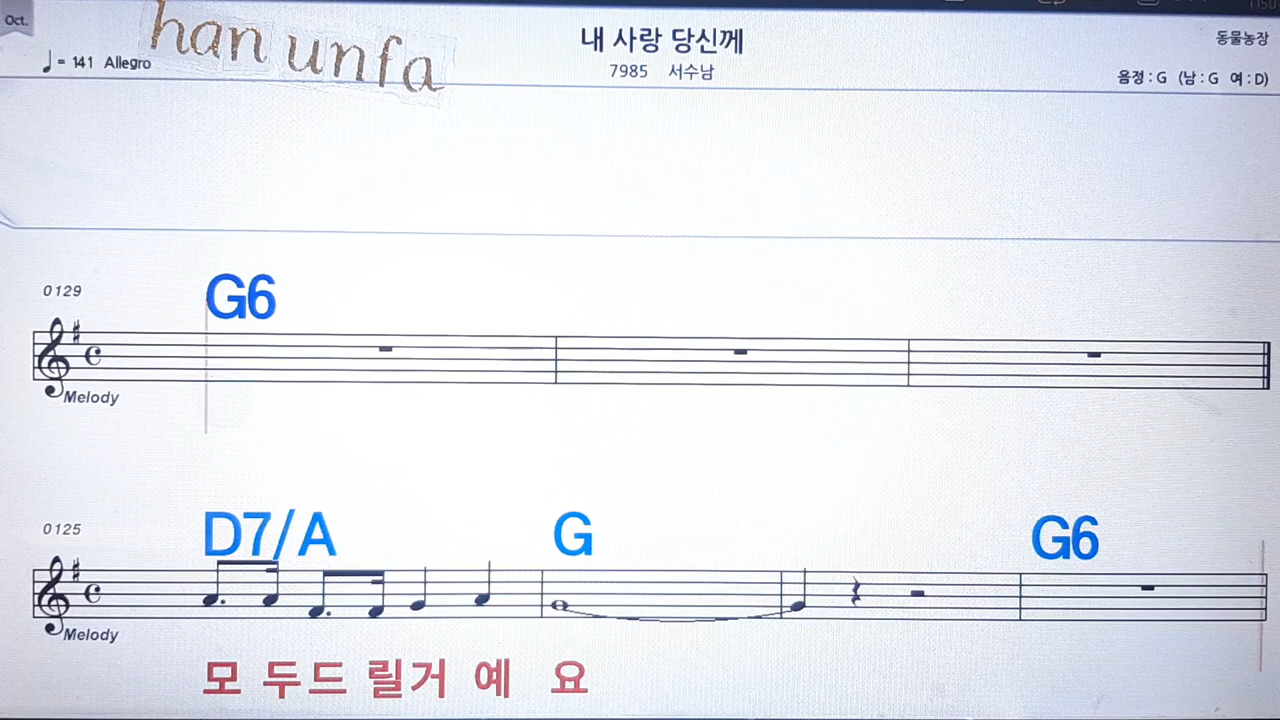 Oct.
han unfa
내 사랑 당신께
동물농장
♩ = 141 Allegro
7985 서수남
음정 : G (남 : G 여 : D)
0129
G6
Melody
0125
D7/A G G6
Melody
모 두 드 릴 거 예 요